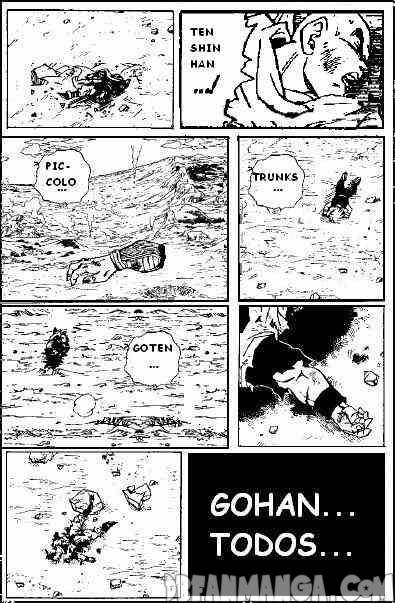 TEN
SHIN
HAN
...!
PIC-
COLO
...
TRUNKS
...
GOTEN
...
GOHAN...
TODOS...
DBFANMANGA.COM